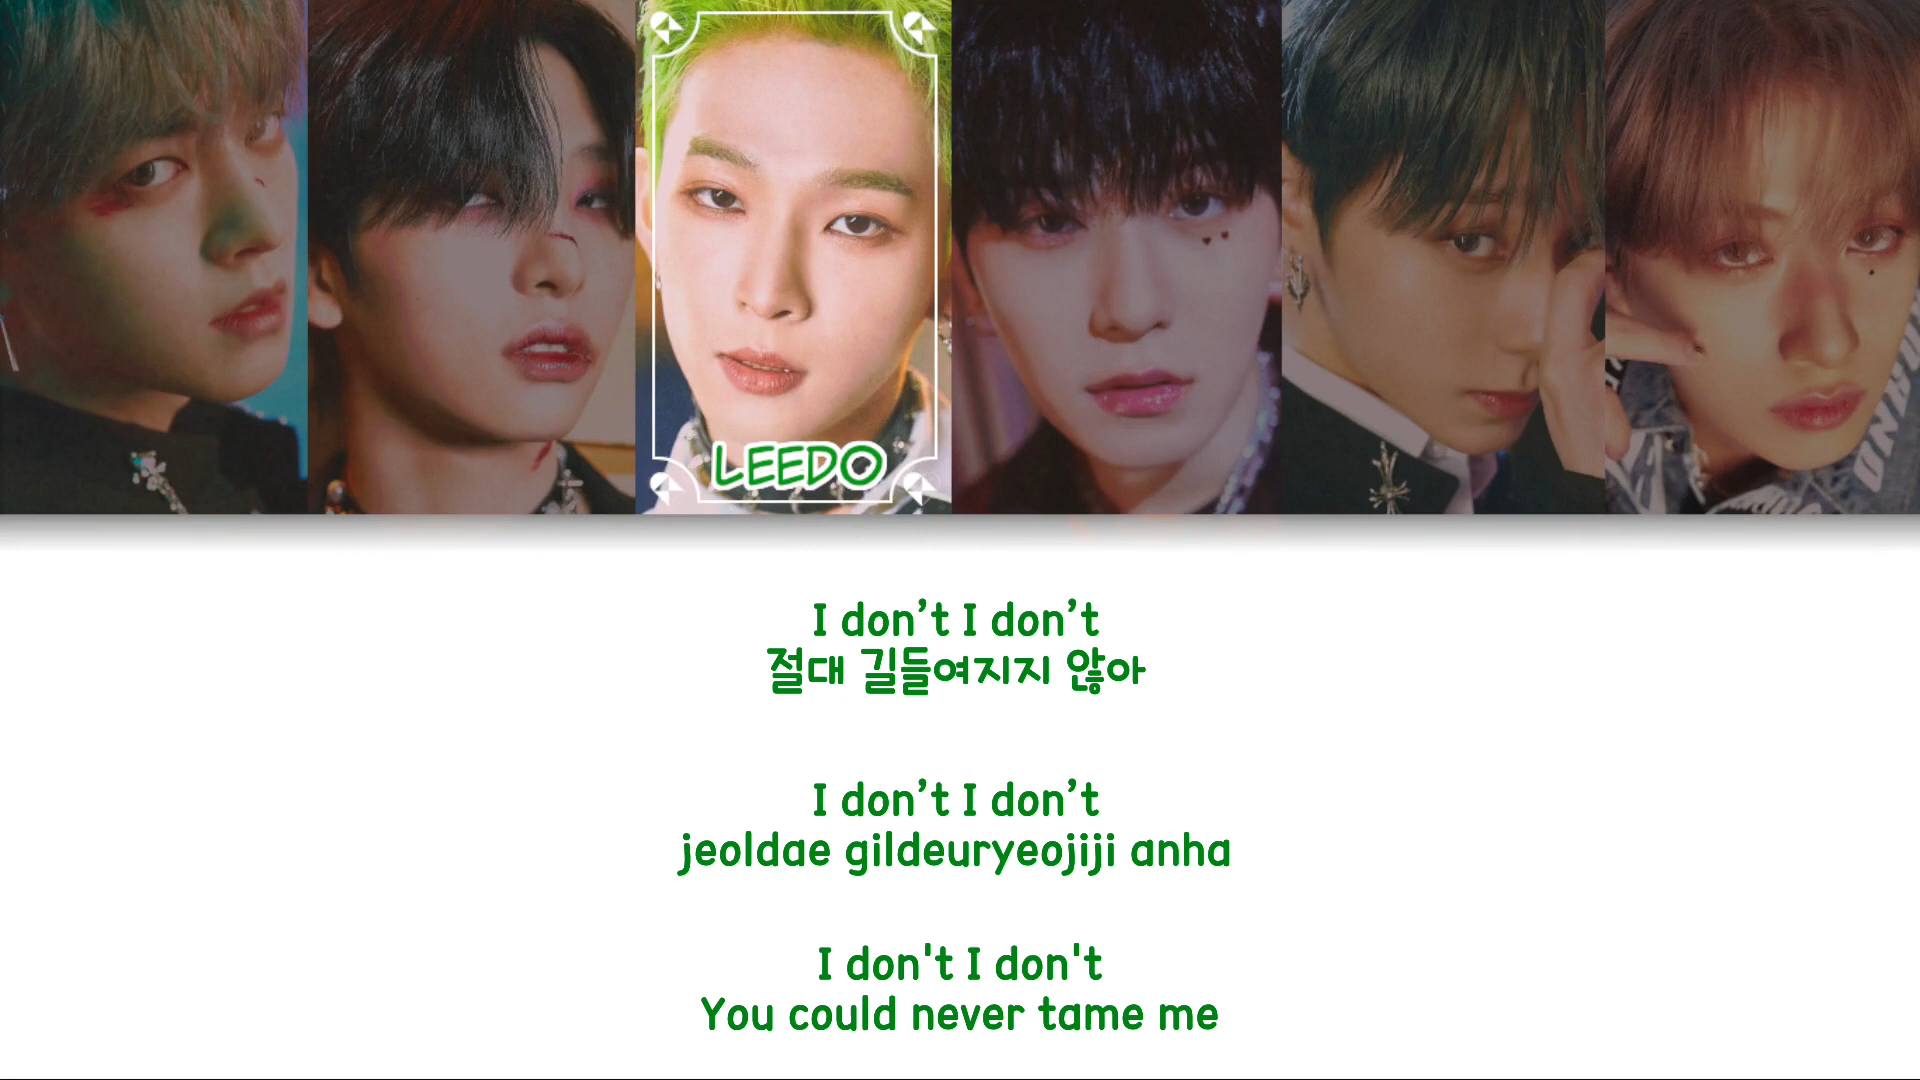 LEEDO
I don’t I don’t
절대 길들여지지 않아
I don’t I don’t
jeoldae gildeuryeojiji anha
I don't I don't
You could never tame me